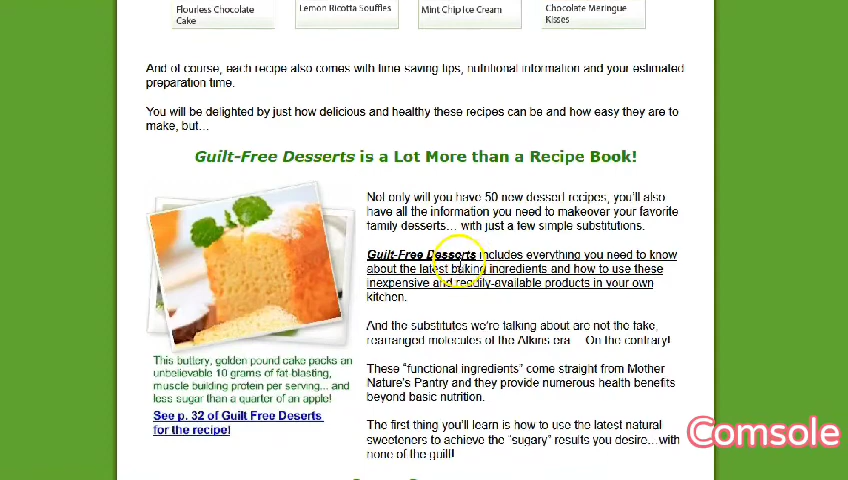 Flourless Chocolate
Cake
Lemon Ricotta Souffles
Mint Chip Ice Cream
Chocolate Meringue
Kisses
And of course, each recipe also comes with time saving tips, nutritional information and your estimated
preparation time.
You will be delighted by just how delicious and healthy these recipes can be and how easy they are to
make, but…
Guilt-Free Desserts is a Lot More than a Recipe Book!
Not only will you have 50 new dessert recipes, you’ll also
have all the information you need to makeover your favorite
family desserts… with just a few simple substitutions.
Guilt-Free Desserts includes everything you need to know
about the latest baking ingredients and how to use these
inexpensive and readily-available products in your own
kitchen.
And the substitutes we’re talking about are not the fake,
rearranged molecules of the Atkins era… On the contrary!
These “functional ingredients” come straight from Mother
Nature’s Pantry and they provide numerous health benefits
beyond basic nutrition.
The first thing you’ll learn is how to use the latest natural
sweeteners to achieve the “sugary” results you desire…with
none of the guilt!
This buttery, golden pound cake packs an
unbelievable 10 grams of fat-blasting,
muscle building protein per serving... and
less sugar than a quarter of an apple!
See p. 32 of Guilt Free Deserts
for the recipe!
Comsole